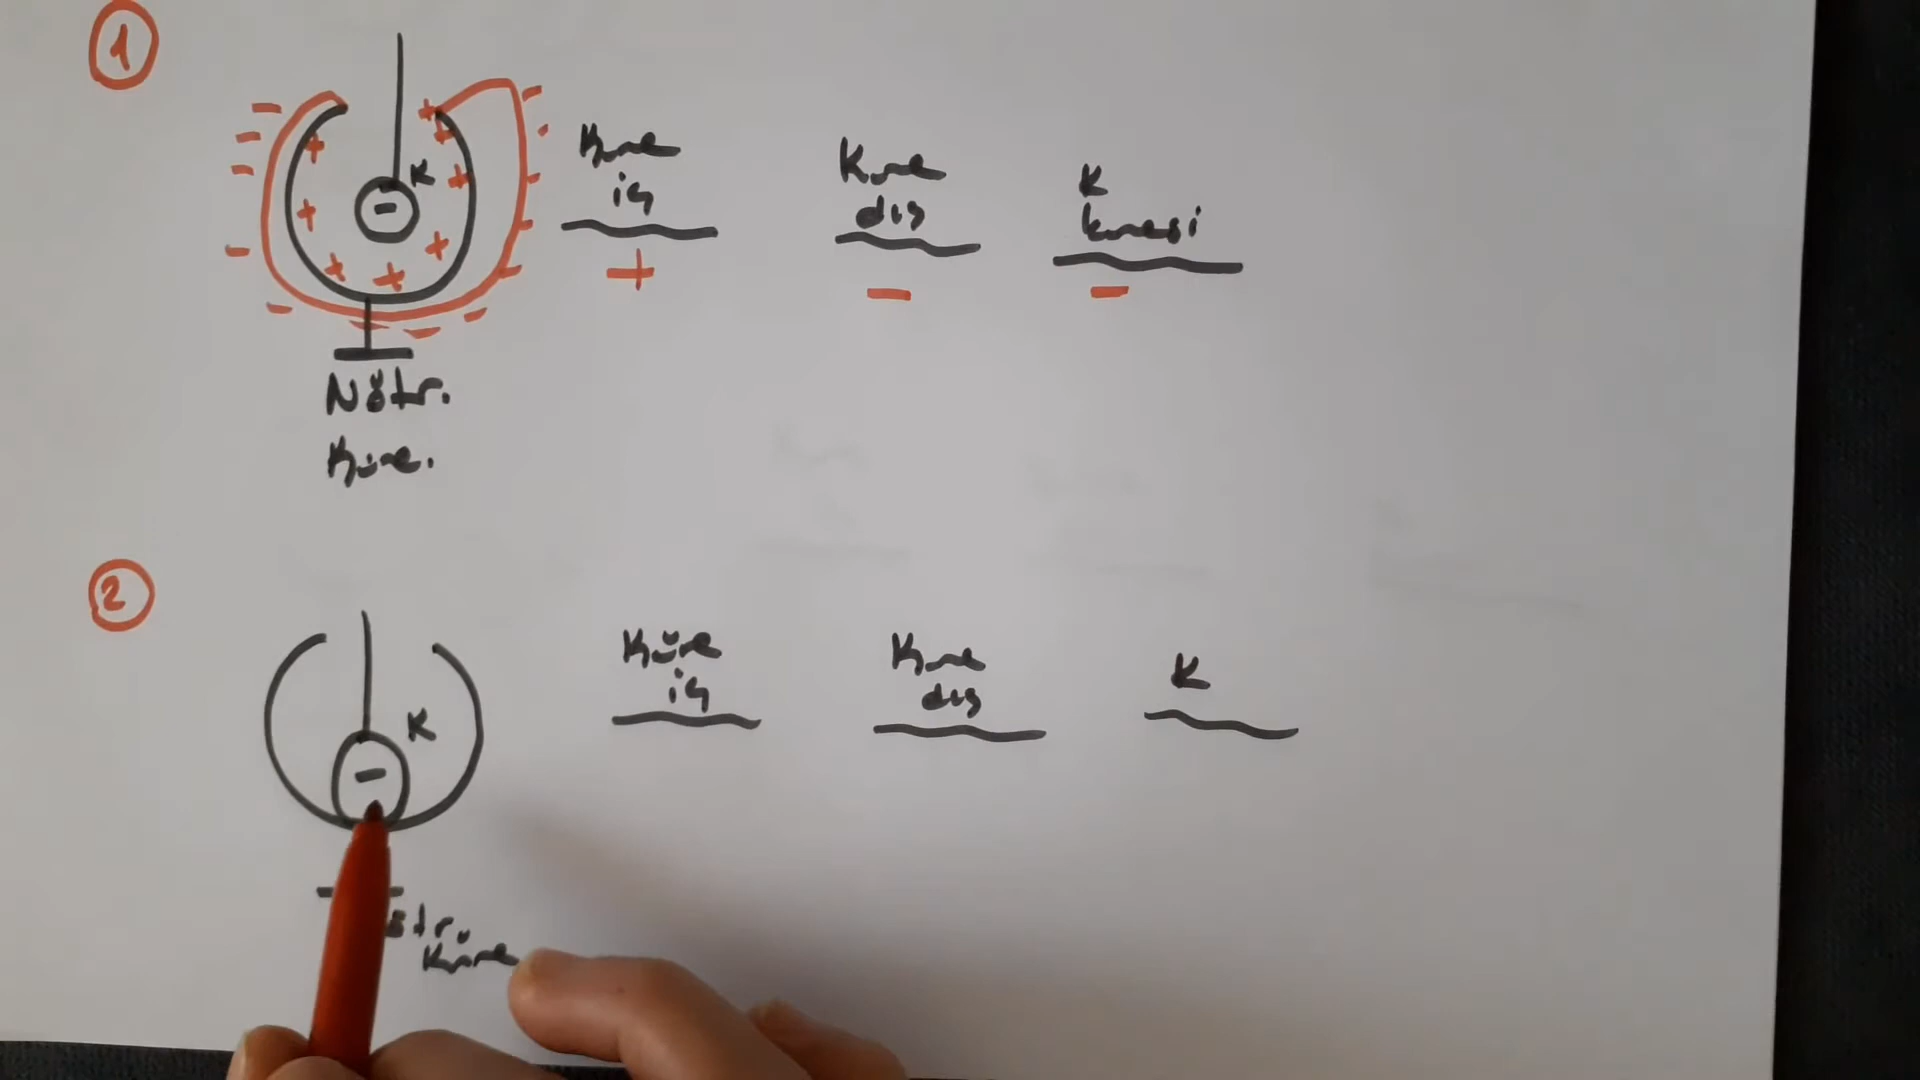 1
K
-
Küre
iç
+
Küre
dış
-
K
küresi
-
Nötr.
Küre.
2
K
-
Küre
iç
Küre
dış
K
Küre